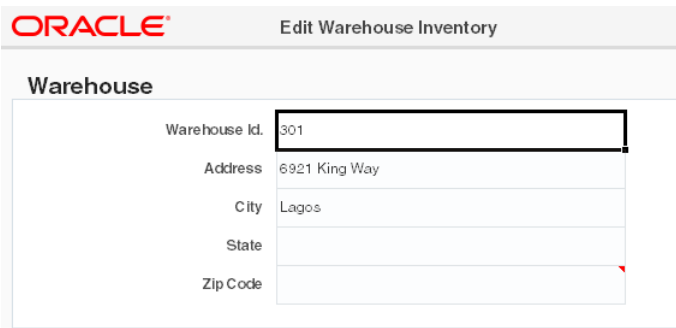 ORACLE Edit Warehouse Inventory
Warehouse
Warehouse Id. 301
Address 6921 King Way
City Lagos
State
Zip Code